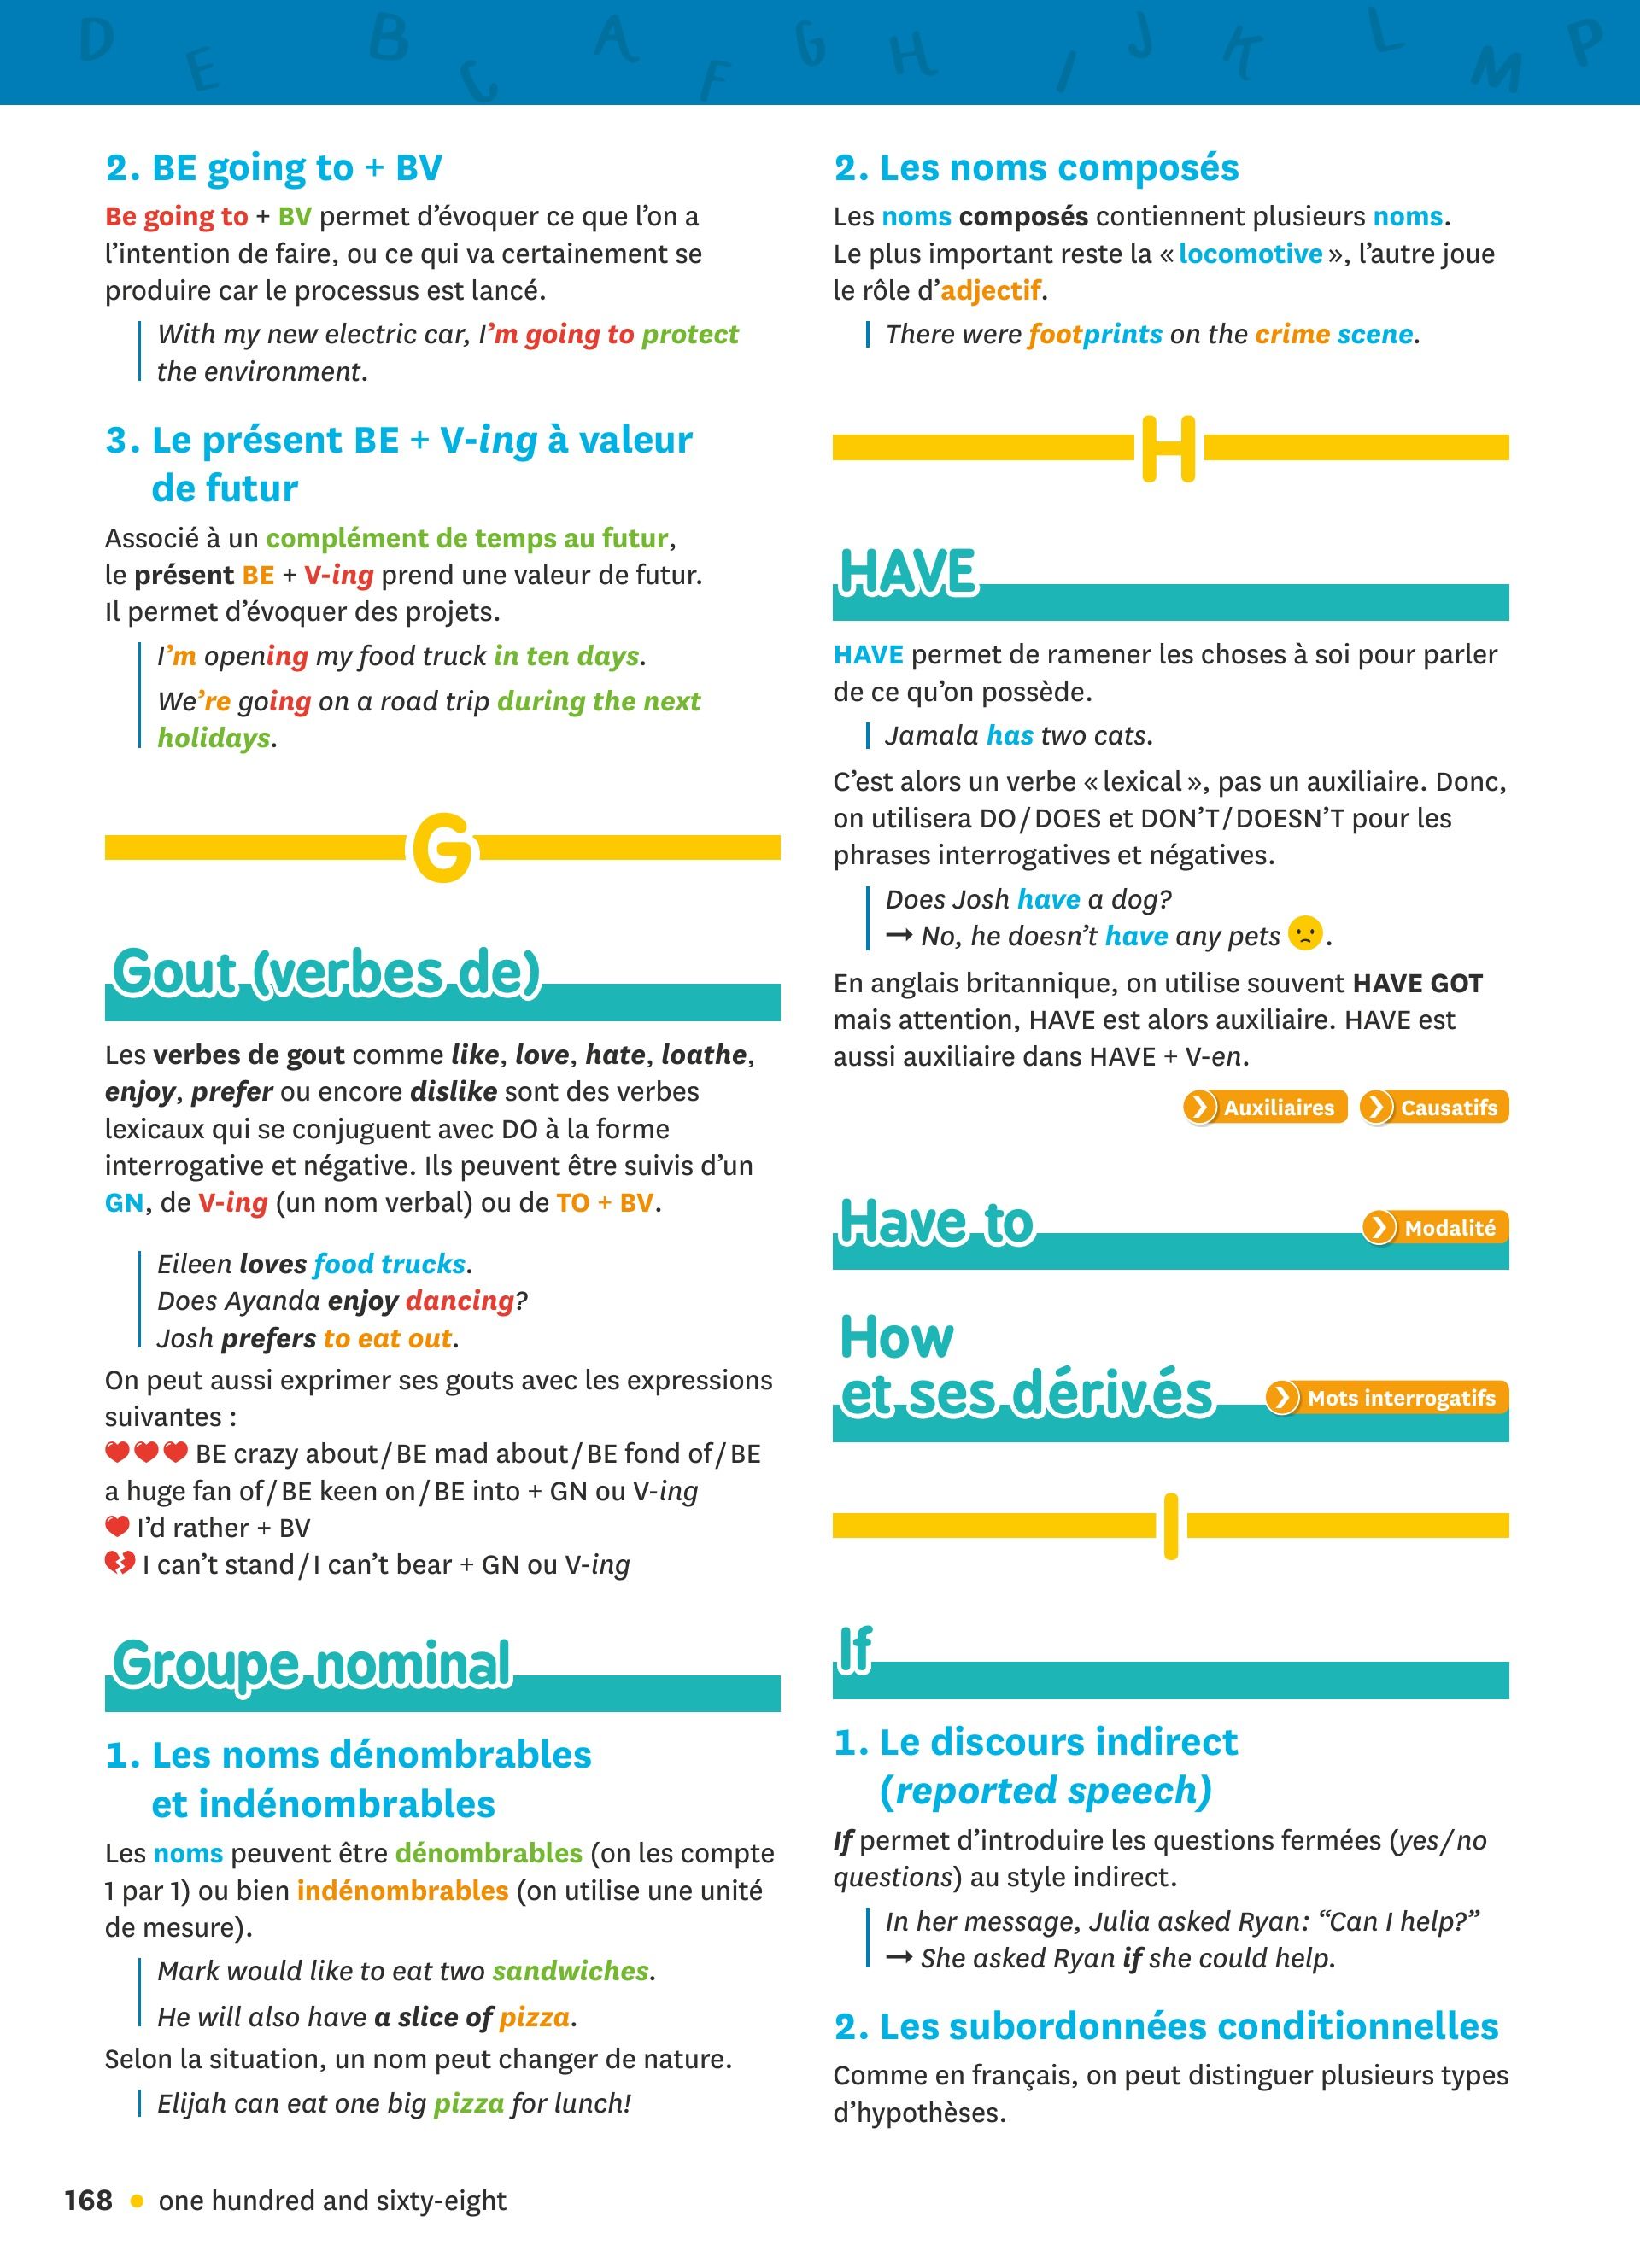 D E B C A F G H I J K L M P
2. BE going to + BV
Be going to + BV permet d’évoquer ce que l’on a
l’intention de faire, ou ce qui va certainement se
produire car le processus est lancé.
With my new electric car, I’m going to protect
the environment.
3. Le présent BE + V-ing à valeur
de futur
Associé à un complément de temps au futur,
le présent BE + V-ing prend une valeur de futur.
Il permet d’évoquer des projets.
I’m opening my food truck in ten days.
We’re going on a road trip during the next
holidays.
G
Gout (verbes de)
Les verbes de gout comme like, love, hate, loathe,
enjoy, prefer ou encore dislike sont des verbes
lexicaux qui se conjuguent avec DO à la forme
interrogative et négative. Ils peuvent être suivis d’un
GN, de V-ing (un nom verbal) ou de TO + BV.
Eileen loves food trucks.
Does Ayanda enjoy dancing?
Josh prefers to eat out.
On peut aussi exprimer ses gouts avec les expressions
suivantes :
❤❤❤ BE crazy about / BE mad about / BE fond of / BE
a huge fan of / BE keen on / BE into + GN ou V-ing
❤ I’d rather + BV
💔 I can’t stand / I can’t bear + GN ou V-ing
Groupe nominal
1. Les noms dénombrables
et indénombrables
Les noms peuvent être dénombrables (on les compte
1 par 1) ou bien indénombrables (on utilise une unité
de mesure).
Mark would like to eat two sandwiches.
He will also have a slice of pizza.
Selon la situation, un nom peut changer de nature.
Elijah can eat one big pizza for lunch!
2. Les noms composés
Les noms composés contiennent plusieurs noms.
Le plus important reste la « locomotive », l’autre joue
le rôle d’adjectif.
There were footprints on the crime scene.
H
HAVE
HAVE permet de ramener les choses à soi pour parler
de ce qu’on possède.
Jamala has two cats.
C’est alors un verbe « lexical », pas un auxiliaire. Donc,
on utilisera DO / DOES et DON’T / DOESN’T pour les
phrases interrogatives et négatives.
Does Josh have a dog?
→ No, he doesn’t have any pets 🙁.
En anglais britannique, on utilise souvent HAVE GOT
mais attention, HAVE est alors auxiliaire. HAVE est
aussi auxiliaire dans HAVE + V-en.
❯ Auxiliaires ❯ Causatifs
Have to ❯ Modalité
How
et ses dérivés ❯ Mots interrogatifs
I
If
1. Le discours indirect
(reported speech)
If permet d’introduire les questions fermées (yes / no
questions) au style indirect.
In her message, Julia asked Ryan: “Can I help?”
→ She asked Ryan if she could help.
2. Les subordonnées conditionnelles
Comme en français, on peut distinguer plusieurs types
d’hypothèses.
168 • one hundred and sixty-eight